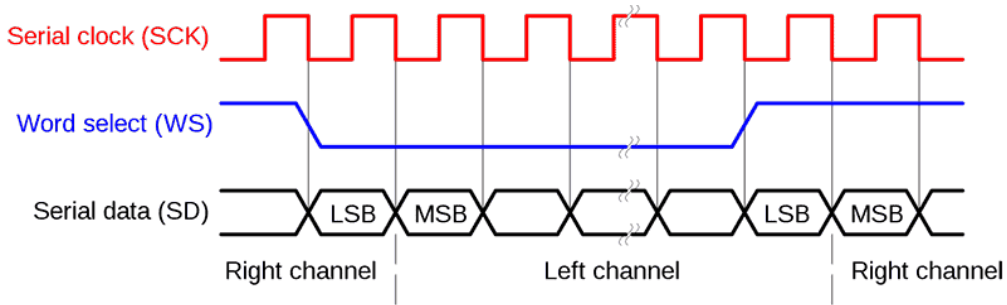 Serial clock (SCK)
Word select (WS)
Serial data (SD)
LSB
MSB
LSB
MSB
Right channel
Left channel
Right channel